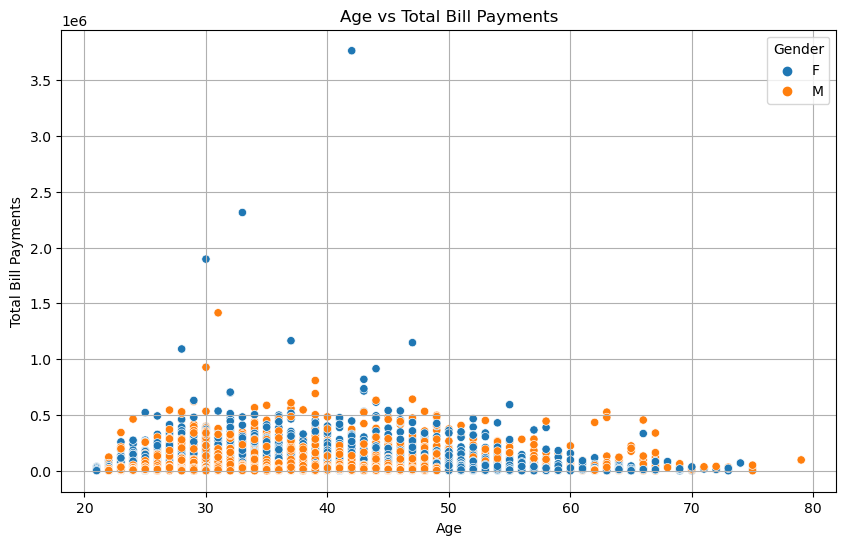 Age vs Total Bill Payments
1e6
Gender
F
M
3.5
3.0
2.5
2.0
1.5
1.0
0.5
0.0
Total Bill Payments
20 30 40 50 60 70 80
Age